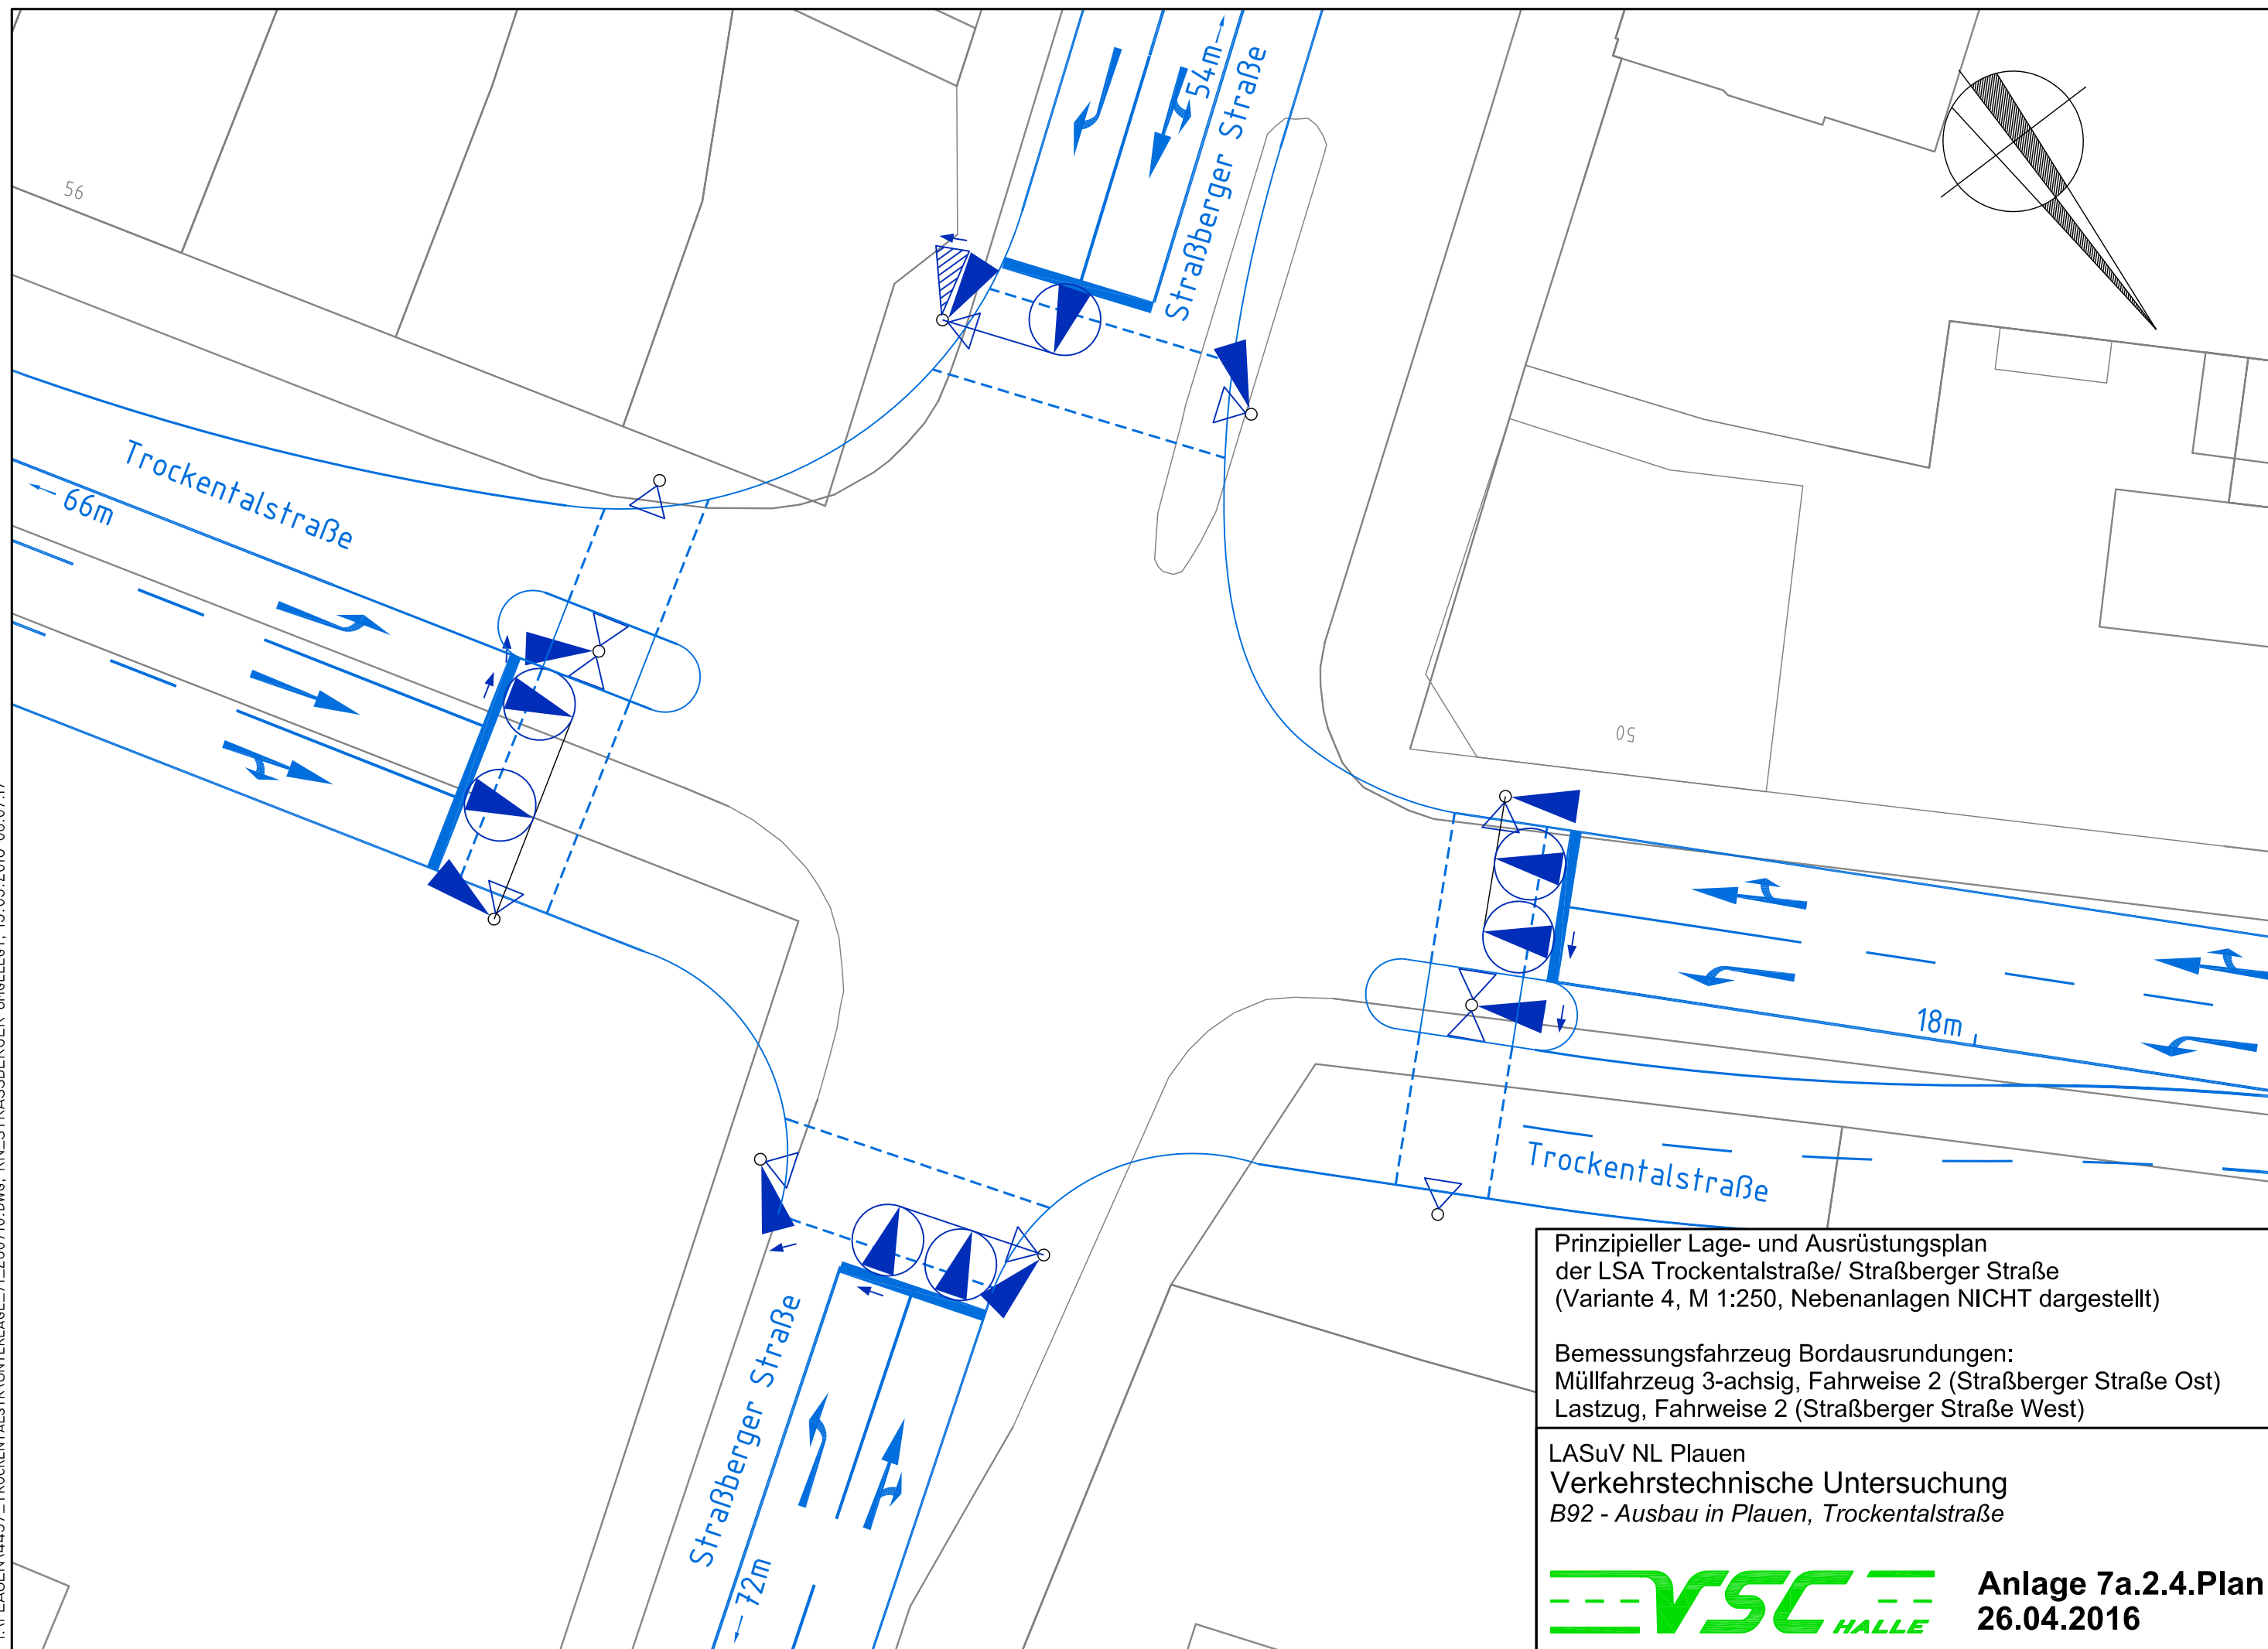 54m
Straßberger Straße
56
Trockentalstraße
66m
50
18m
Trockentalstraße
Straßberger Straße
72m
Prinzipieller Lage- und Ausrüstungsplan
der LSA Trockentalstraße/ Straßberger Straße
(Variante 4, M 1:250, Nebenanlagen NICHT dargestellt)
Bemessungsfahrzeug Bordausrundungen:
Müllfahrzeug 3-achsig, Fahrweise 2 (Straßberger Straße Ost)
Lastzug, Fahrweise 2 (Straßberger Straße West)
LASuV NL Plauen
Verkehrstechnische Untersuchung
B92 - Ausbau in Plauen, Trockentalstraße
VSC HALLE
Anlage 7a.2.4.Plan
26.04.2016